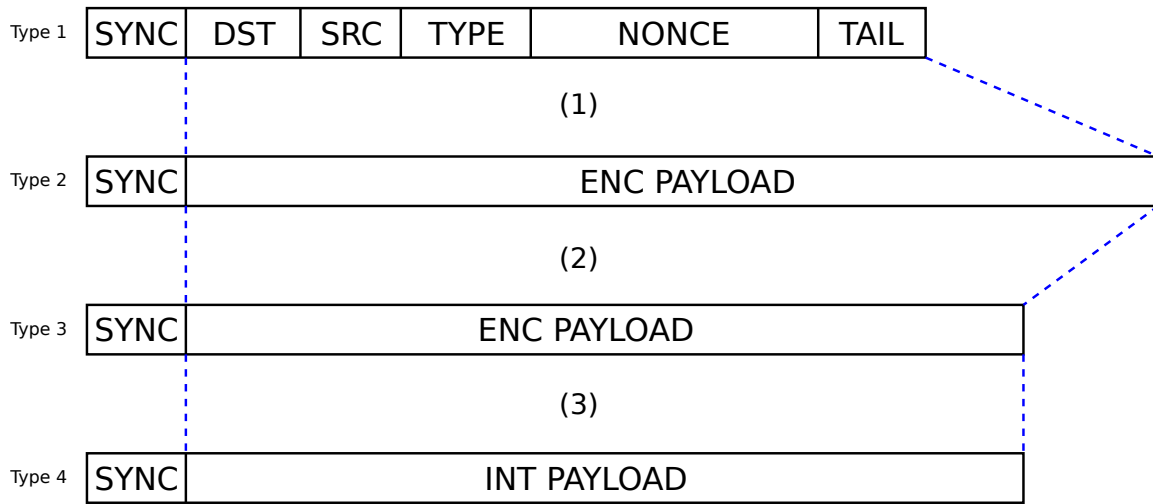 Type 1 SYNC DST SRC TYPE NONCE TAIL
(1)
Type 2 SYNC ENC PAYLOAD
(2)
Type 3 SYNC ENC PAYLOAD
(3)
Type 4 SYNC INT PAYLOAD